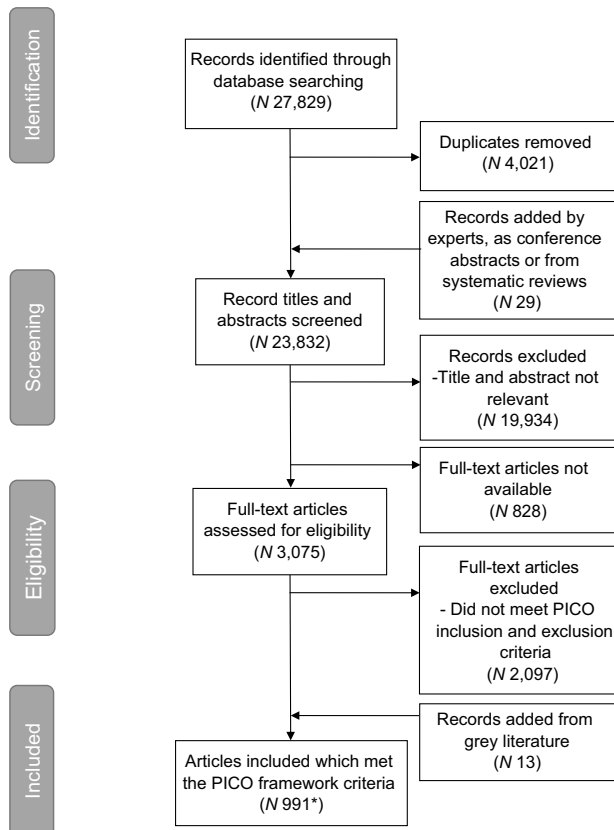 Identification
Records identified through
database searching
(N 27,829)
Duplicates removed
(N 4,021)
Records added by
experts, as conference
abstracts or from
systematic reviews
(N 29)
Screening
Record titles and
abstracts screened
(N 23,832)
Records excluded
-Title and abstract not
relevant
(N 19,934)
Full-text articles not
available
(N 828)
Eligibility
Full-text articles
assessed for eligibility
(N 3,075)
Full-text articles
excluded
- Did not meet PICO
inclusion and exclusion
criteria
(N 2,097)
Records added from
grey literature
(N 13)
Included
Articles included which met
the PICO framework criteria
(N 991*)